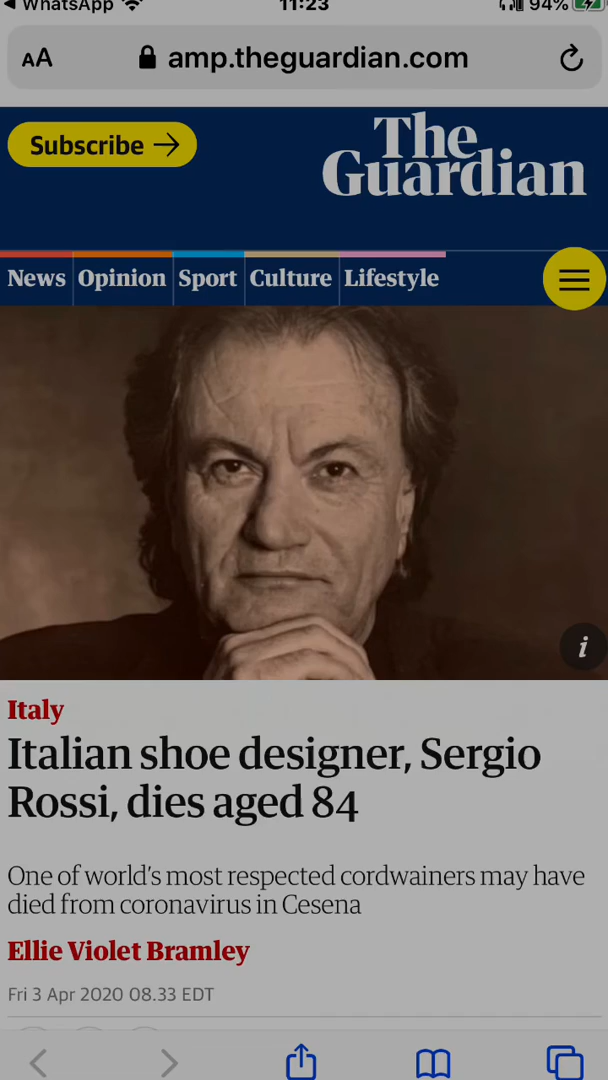 WhatsApp
11:23
94%
AA
amp.theguardian.com
Subscribe
The
Guardian
News
Opinion
Sport
Culture
Lifestyle
i
Italy
Italian shoe designer, Sergio
Rossi, dies aged 84
One of world's most respected cordwainers may have
died from coronavirus in Cesena
Ellie Violet Bramley
Fri 3 Apr 2020 08.33 EDT